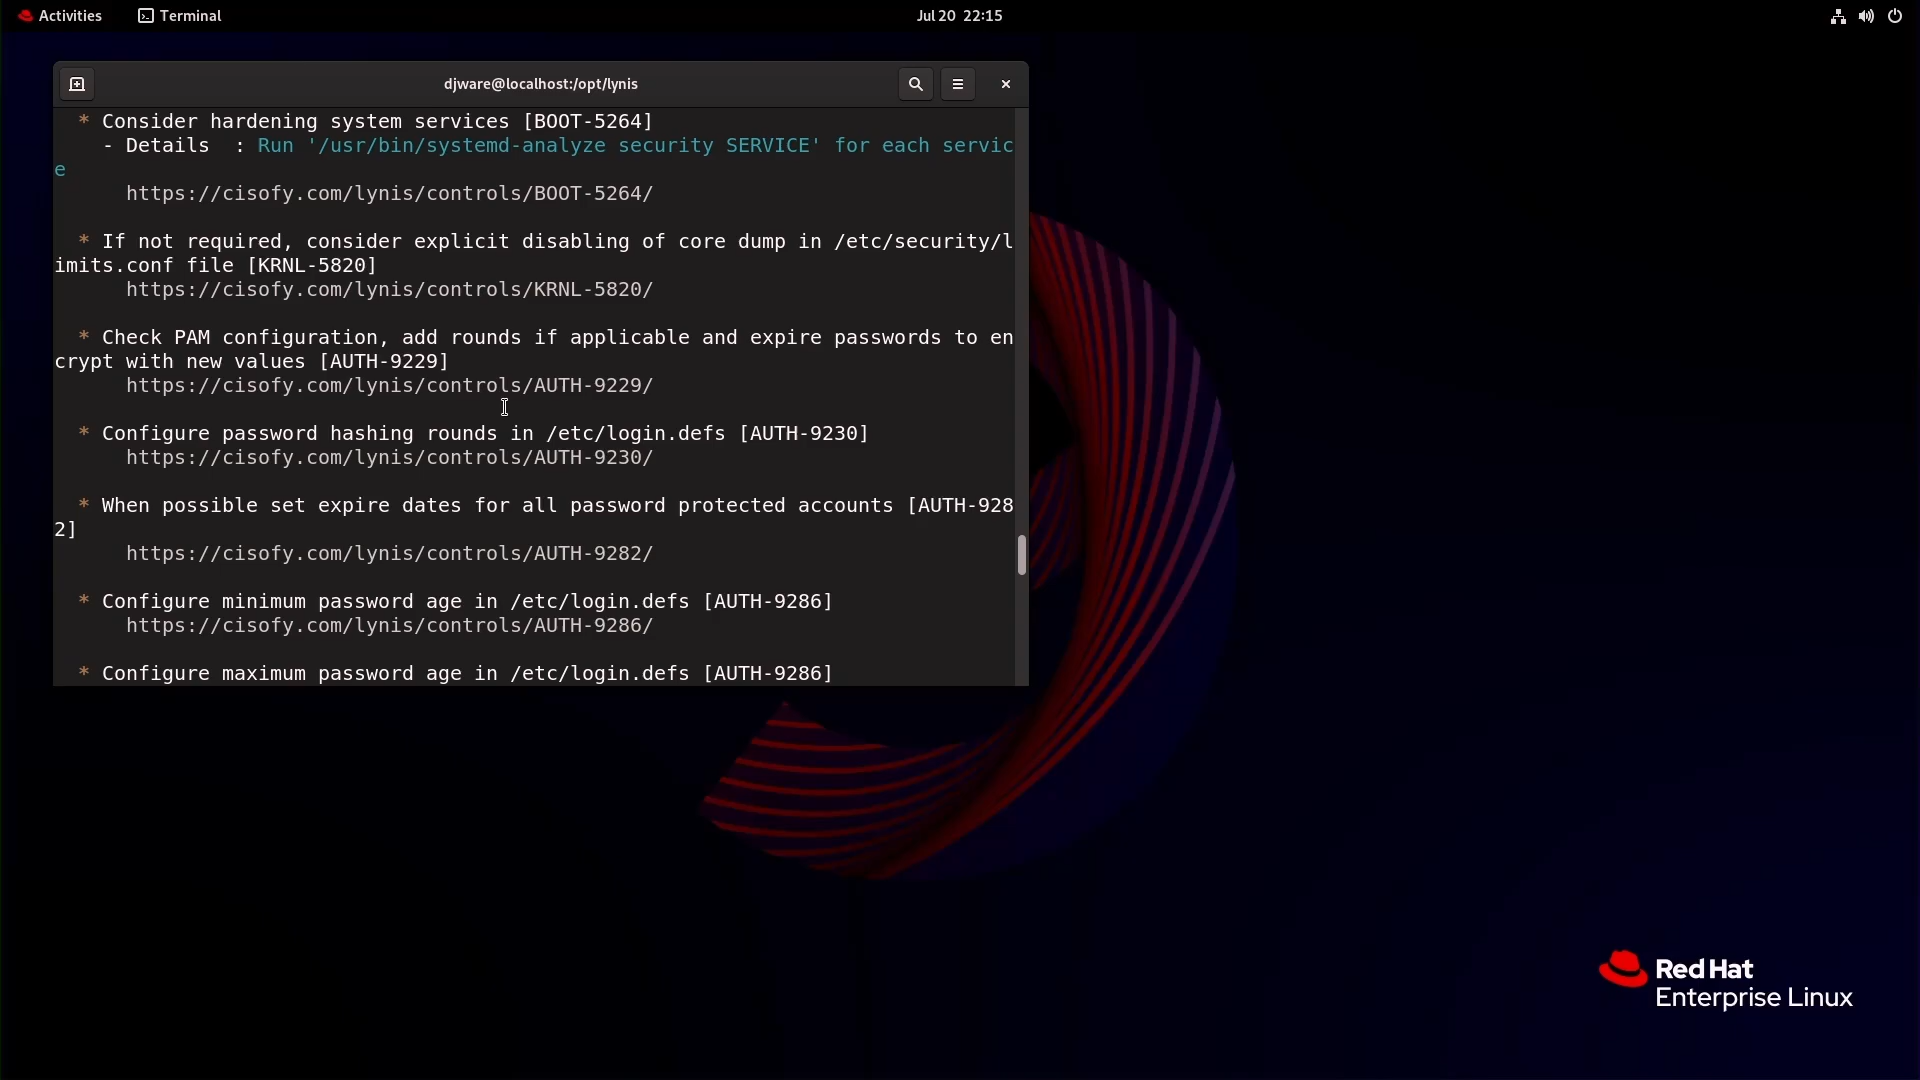 Activities
Terminal
Jul 20 22:15
djware@localhost:/opt/lynis
* Consider hardening system services [BOOT-5264]
- Details  : Run '/usr/bin/systemd-analyze security SERVICE' for each servic
e
https://cisofy.com/lynis/controls/BOOT-5264/
* If not required, consider explicit disabling of core dump in /etc/security/l
imits.conf file [KRNL-5820]
https://cisofy.com/lynis/controls/KRNL-5820/
* Check PAM configuration, add rounds if applicable and expire passwords to en
crypt with new values [AUTH-9229]
https://cisofy.com/lynis/controls/AUTH-9229/
* Configure password hashing rounds in /etc/login.defs [AUTH-9230]
https://cisofy.com/lynis/controls/AUTH-9230/
* When possible set expire dates for all password protected accounts [AUTH-928
2]
https://cisofy.com/lynis/controls/AUTH-9282/
* Configure minimum password age in /etc/login.defs [AUTH-9286]
https://cisofy.com/lynis/controls/AUTH-9286/
* Configure maximum password age in /etc/login.defs [AUTH-9286]
Red Hat
Enterprise Linux